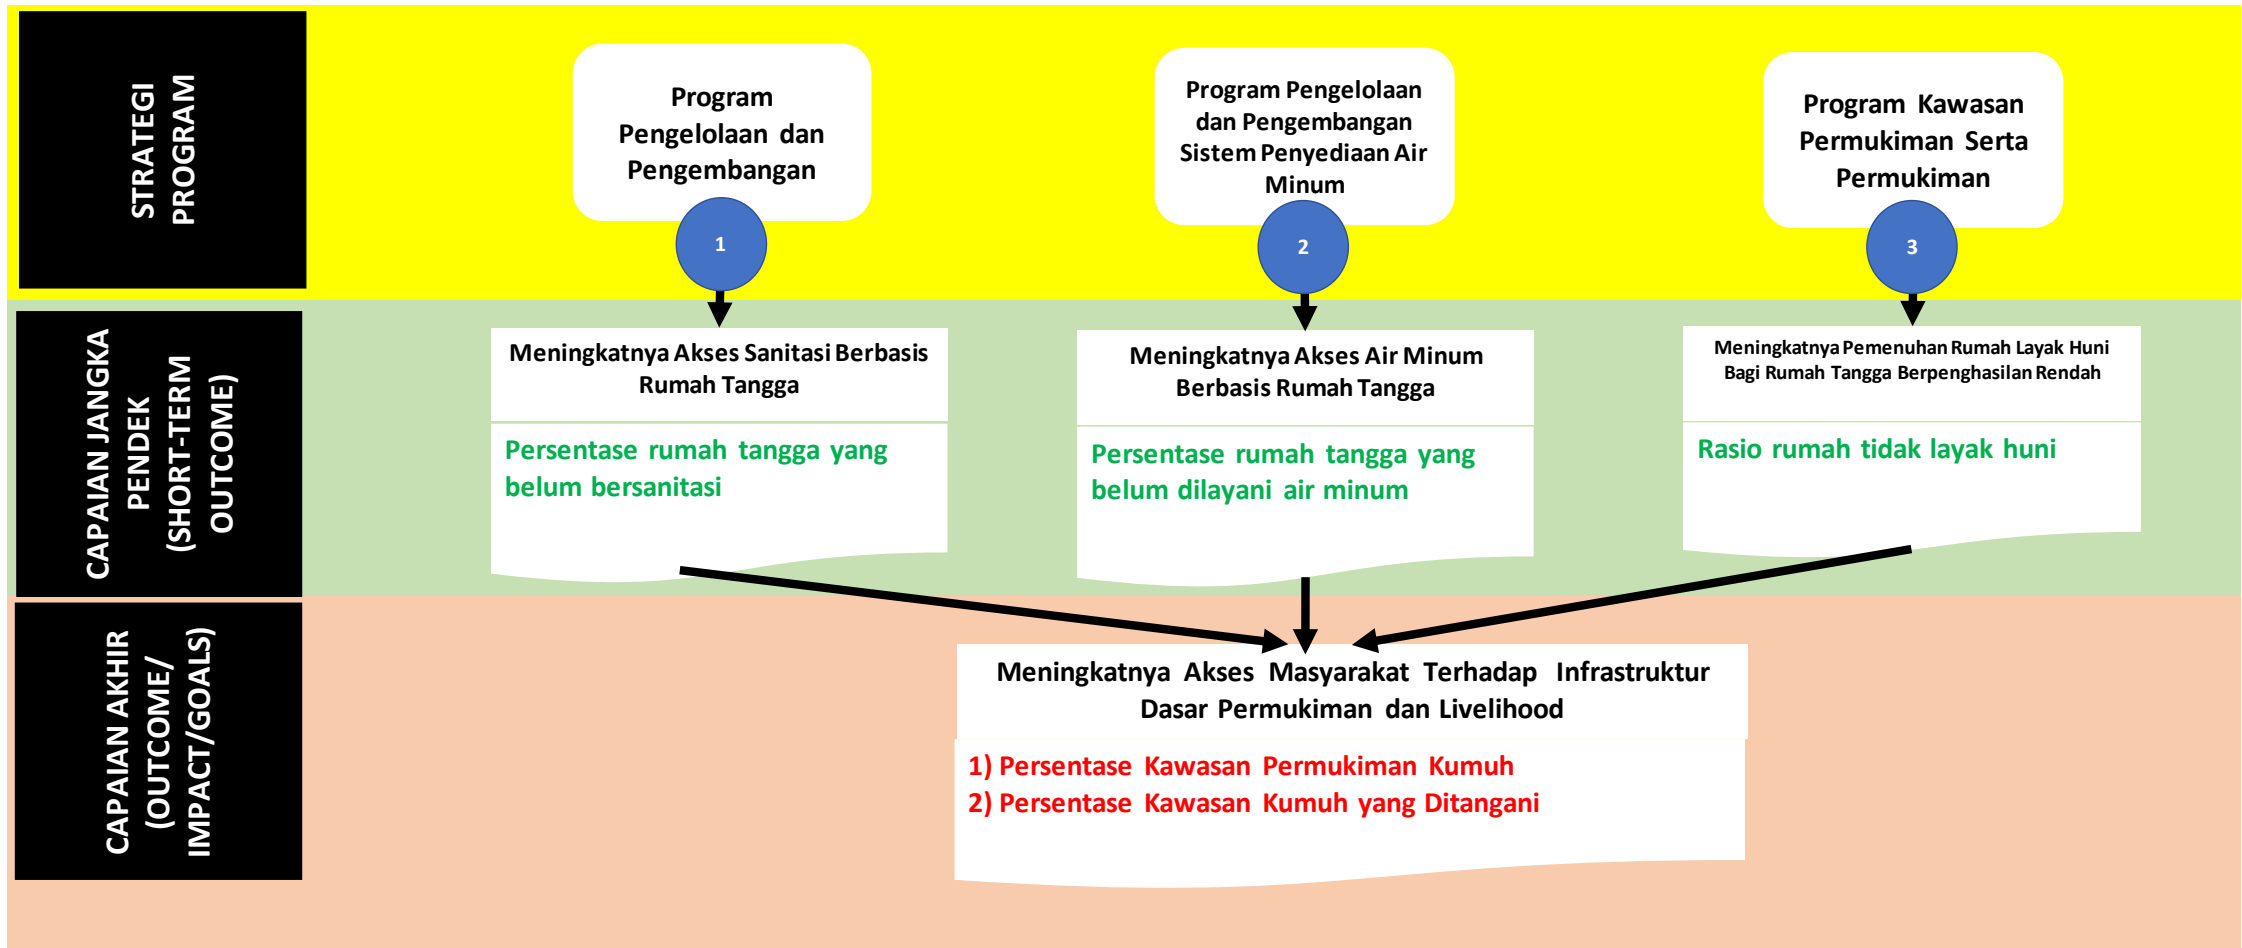 STRATEGI
PROGRAM
Program
Pengelolaan dan
Pengembangan
1
Program Pengelolaan
dan Pengembangan
Sistem Penyediaan Air
Minum
2
Program Kawasan
Permukiman Serta
Permukiman
3
CAPAIAN JANGKA
PENDEK
(SHORT-TERM
OUTCOME)
Meningkatnya Akses Sanitasi Berbasis
Rumah Tangga
Persentase rumah tangga yang
belum bersanitasi
Meningkatnya Akses Air Minum
Berbasis Rumah Tangga
Persentase rumah tangga yang
belum dilayani air minum
Meningkatnya Pemenuhan Rumah Layak Huni
Bagi Rumah Tangga Berpenghasilan Rendah
Rasio rumah tidak layak huni
CAPAIAN AKHIR
(OUTCOME/
IMPACT/GOALS)
Meningkatnya Akses Masyarakat Terhadap Infrastruktur
Dasar Permukiman dan Livelihood
1) Persentase Kawasan Permukiman Kumuh
2) Persentase Kawasan Kumuh yang Ditangani